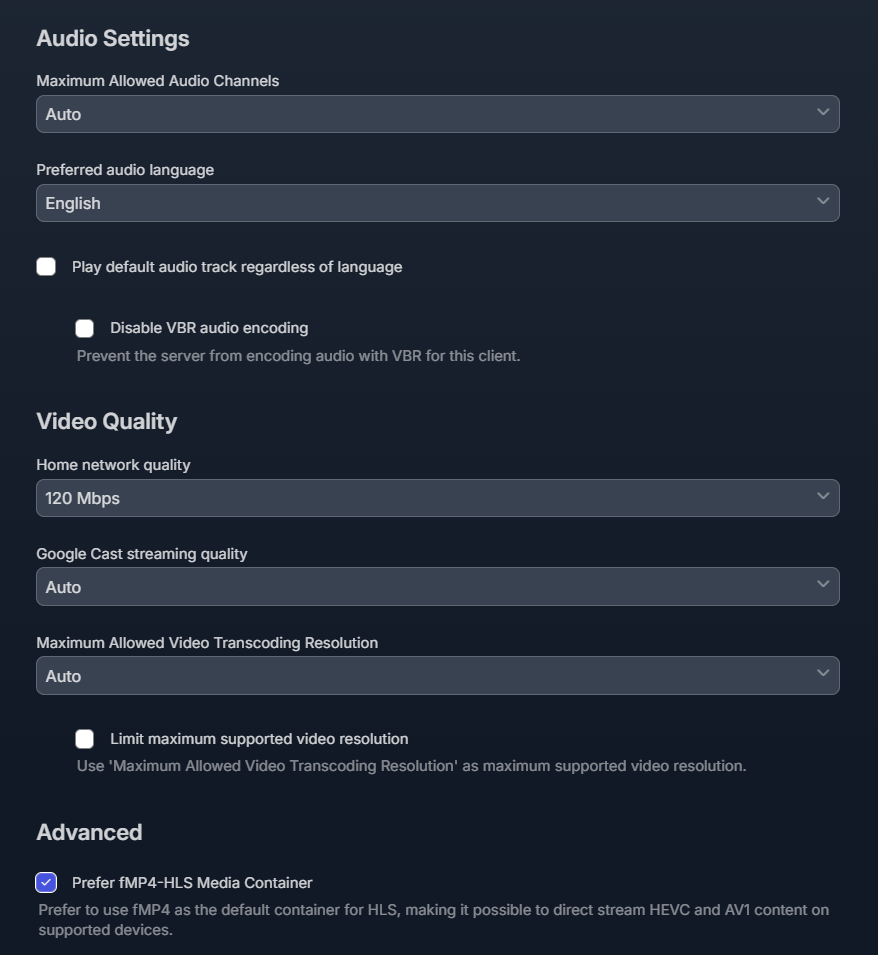 Audio Settings
Maximum Allowed Audio Channels
Auto
Preferred audio language
English
Play default audio track regardless of language
Disable VBR audio encoding
Prevent the server from encoding audio with VBR for this client.
Video Quality
Home network quality
120 Mbps
Google Cast streaming quality
Auto
Maximum Allowed Video Transcoding Resolution
Auto
Limit maximum supported video resolution
Use 'Maximum Allowed Video Transcoding Resolution' as maximum supported video resolution.
Advanced
Prefer fMP4-HLS Media Container
Prefer to use fMP4 as the default container for HLS, making it possible to direct stream HEVC and AV1 content on
supported devices.